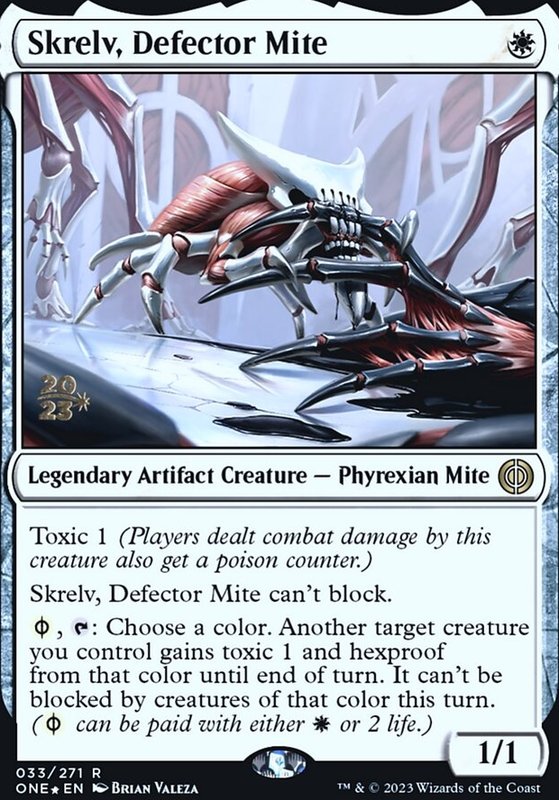 Skrelv, Defector Mite
20
23
Legendary Artifact Creature — Phyrexian Mite
Toxic 1 (Players dealt combat damage by this
creature also get a poison counter.)
Skrelv, Defector Mite can't block.
, : Choose a color. Another target creature
you control gains toxic 1 and hexproof
from that color until end of turn. It can't be
blocked by creatures of that color this turn.
( can be paid with either or 2 life.)
1/1
033/271 R
ONE★EN Brian Valeza
™ & © 2023 Wizards of the Coast